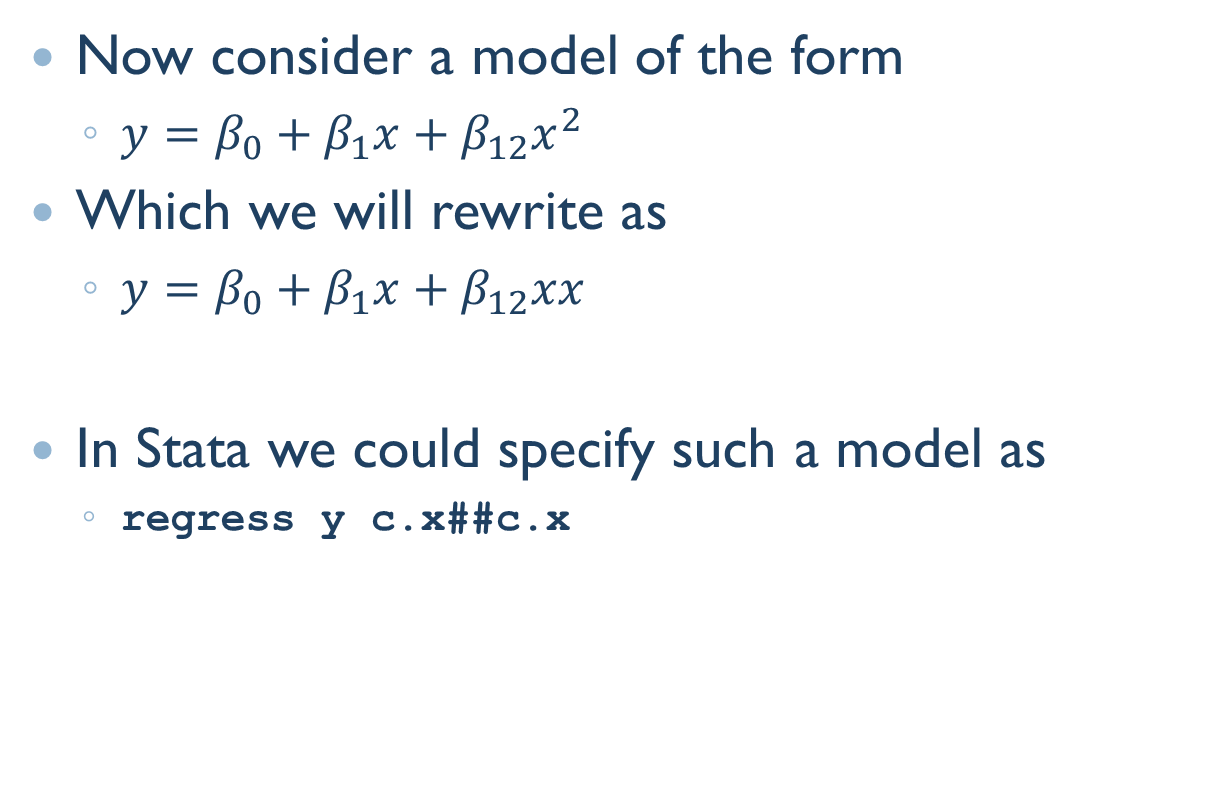 • Now consider a model of the form
◦ 𝑦 = 𝛽₀ + 𝛽₁𝑥 + 𝛽₁₂𝑥²
• Which we will rewrite as
◦ 𝑦 = 𝛽₀ + 𝛽₁𝑥 + 𝛽₁₂𝑥𝑥
• In Stata we could specify such a model as
◦ regress y c.x##c.x